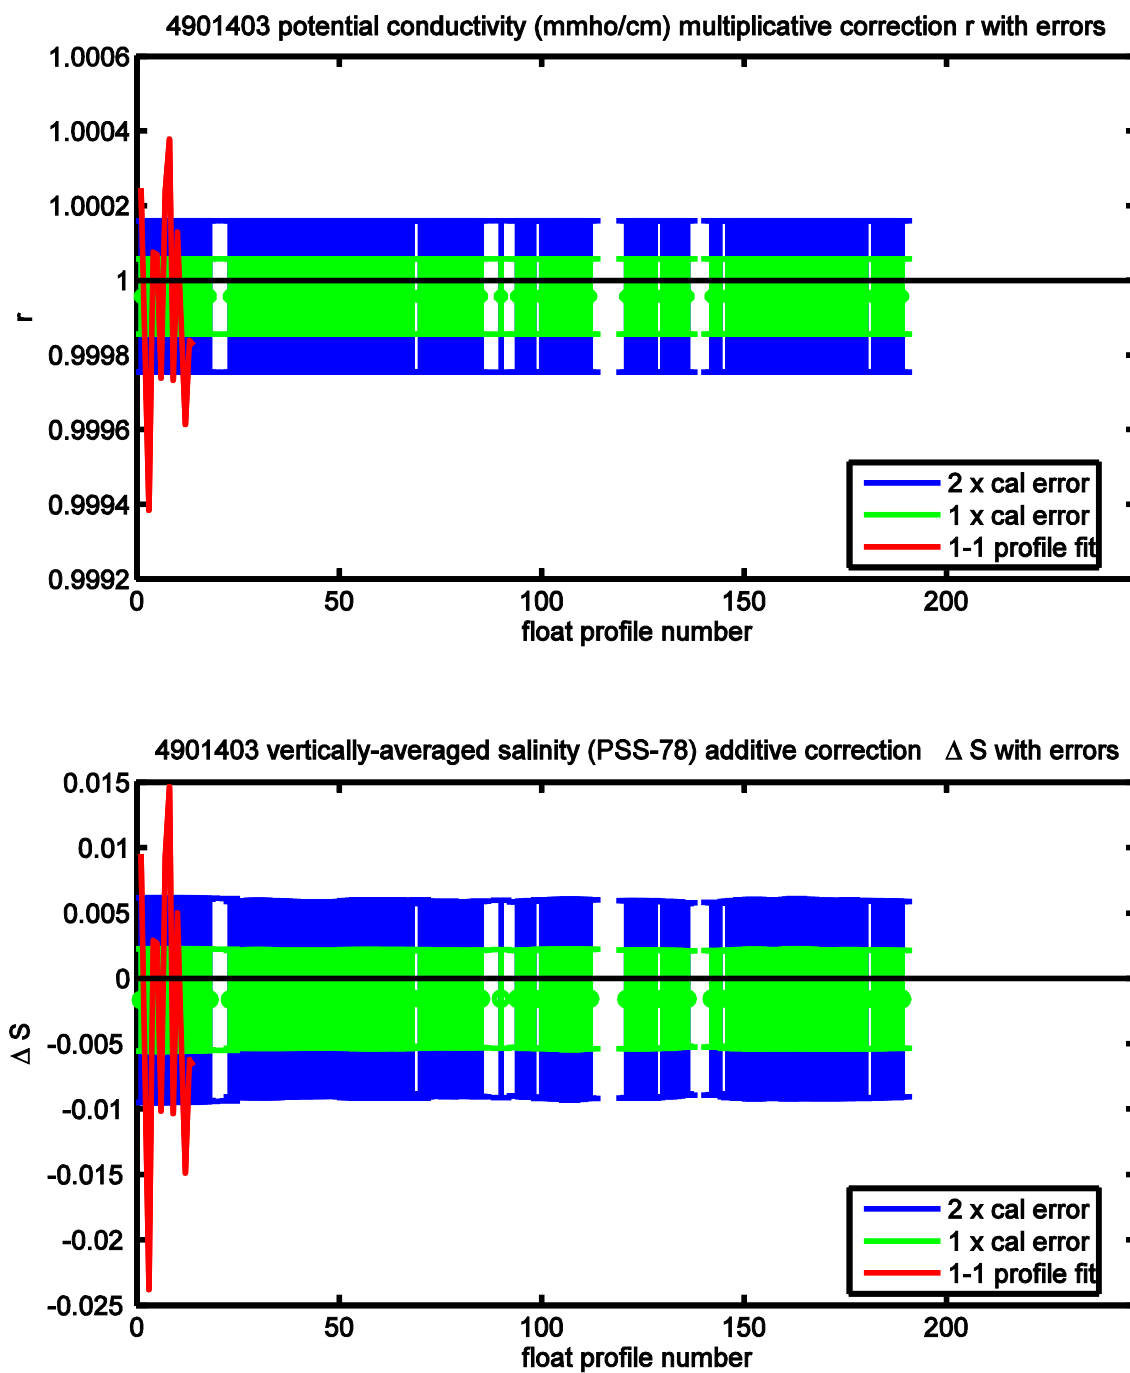 4901403 potential conductivity (mmho/cm) multiplicative correction r with errors
1.0006
1.0004
1.0002
1
0.9998
0.9996
0.9994
0.9992
r
0 50 100 150 200
float profile number
2 x cal error
1 x cal error
1-1 profile fit
4901403 vertically-averaged salinity (PSS-78) additive correction Δ S with errors
0.015
0.01
0.005
0
-0.005
-0.01
-0.015
-0.02
-0.025
Δ S
0 50 100 150 200
float profile number
2 x cal error
1 x cal error
1-1 profile fit